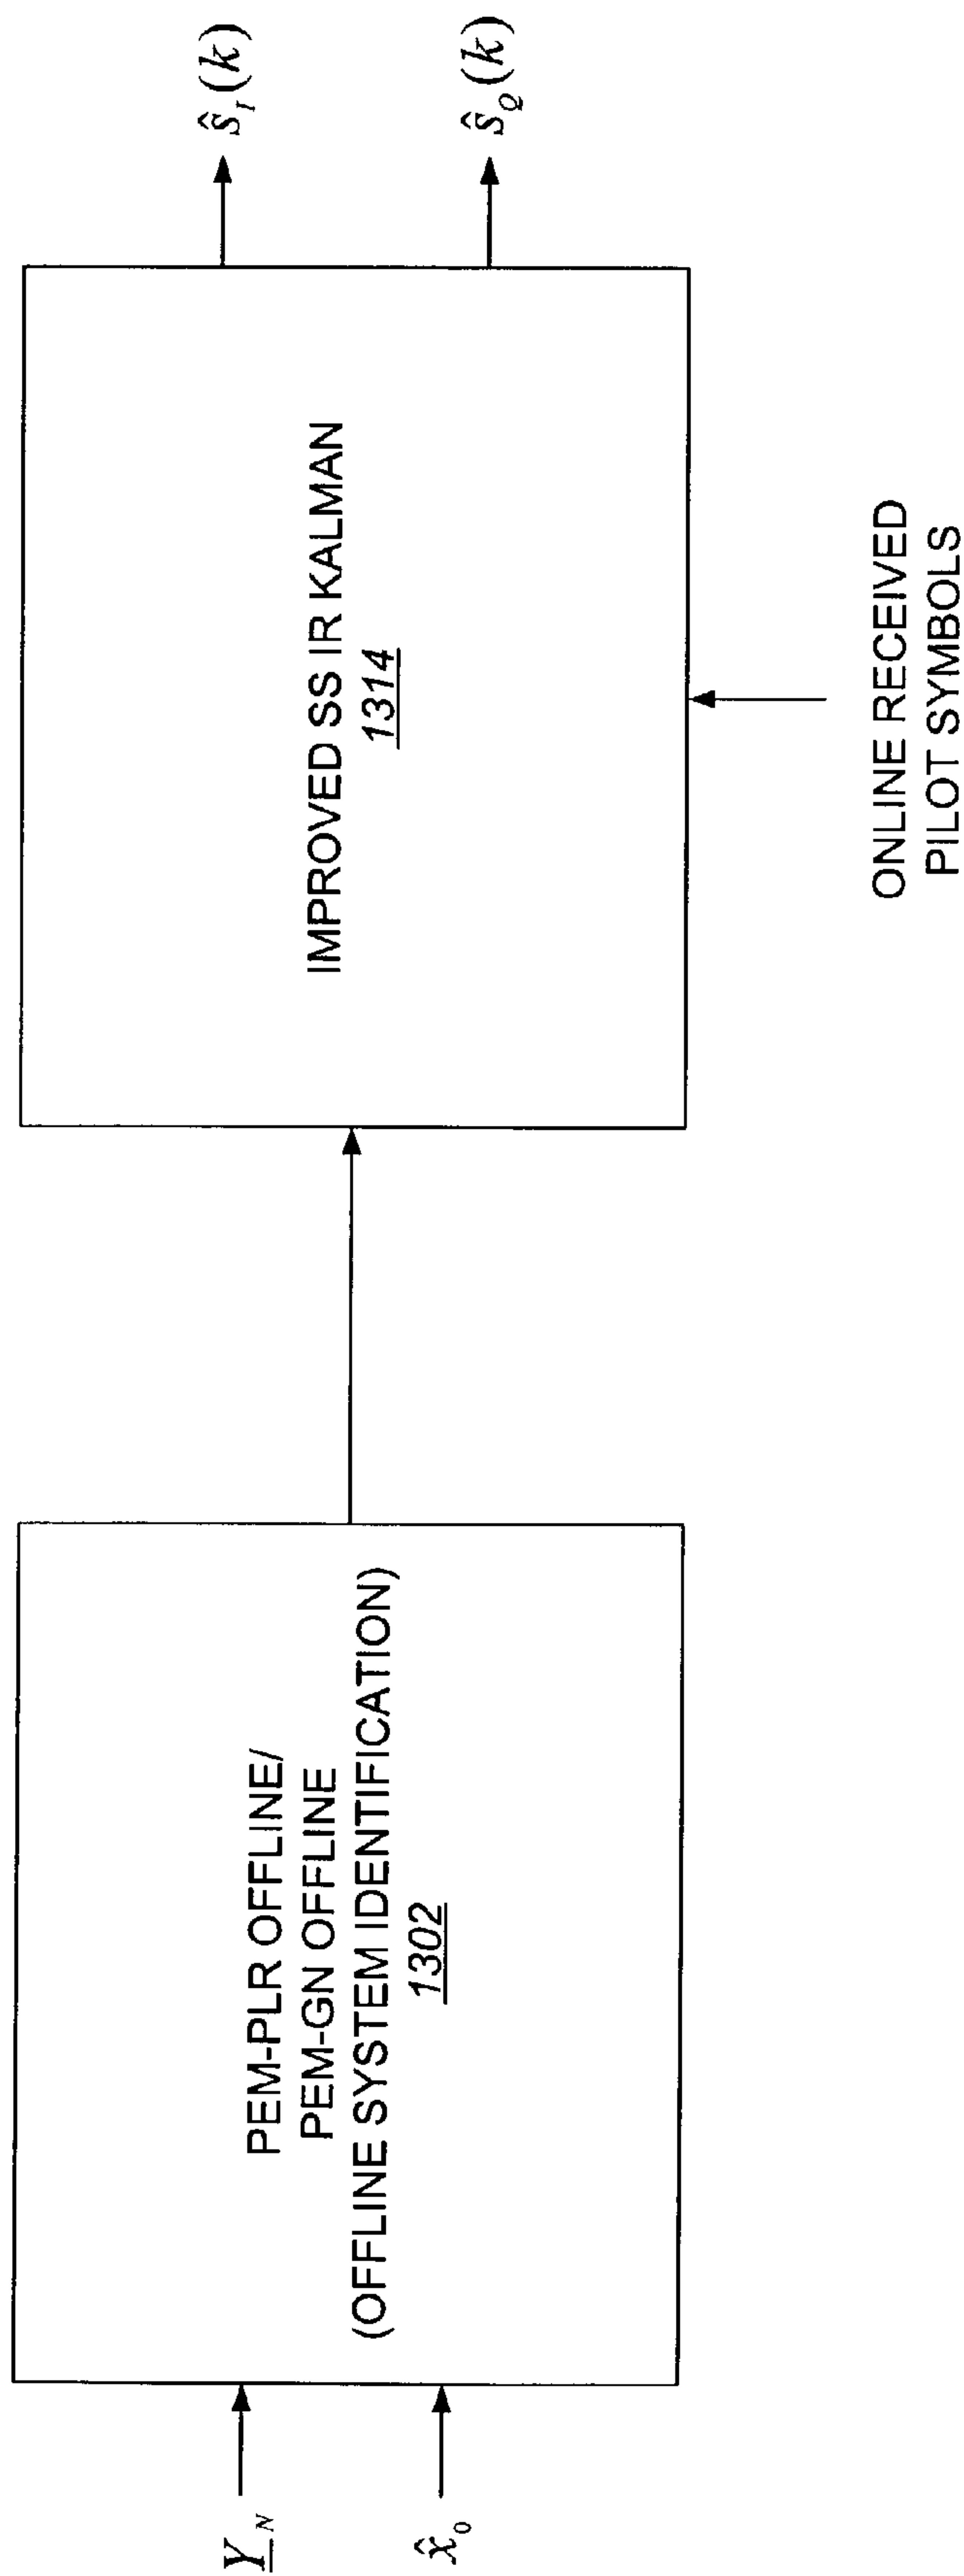 Y_N
x̂_0
PEM-PLR OFFLINE/
PEM-GN OFFLINE
(OFFLINE SYSTEM IDENTIFICATION)
1302
IMPROVED SS IR KALMAN
1314
ŝ_I(k)
ŝ_Q(k)
ONLINE RECEIVED
PILOT SYMBOLS